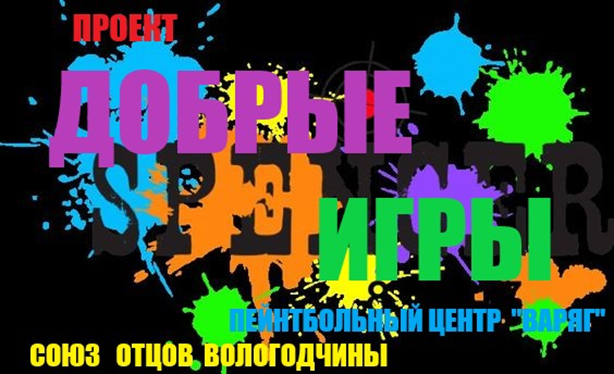 ПРОЕКТ
ДОБРЫЕ
SPENCER
ИГРЫ
ПЕЙНТБОЛЬНЫЙ ЦЕНТР "ВАРЯГ"
СОЮЗ ОТЦОВ ВОЛОГОДЧИНЫ